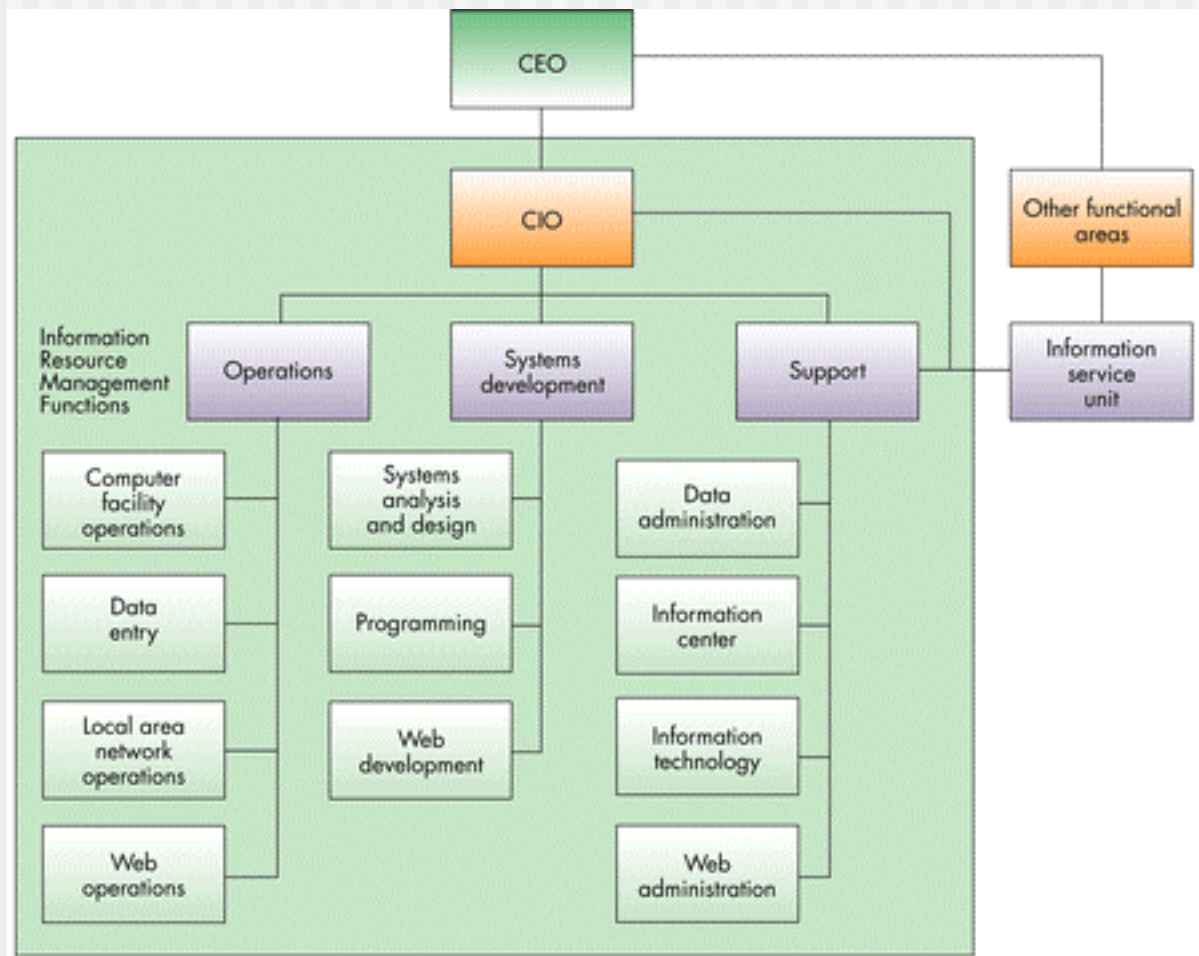 CEO
CIO
Other functional
areas
Information
Resource
Management
Functions
Operations
Systems
development
Support
Information
service
unit
Computer
facility
operations
Systems
analysis
and design
Data
administration
Data
entry
Programming
Information
center
Local area
network
operations
Web
development
Information
technology
Web
operations
Web
administration